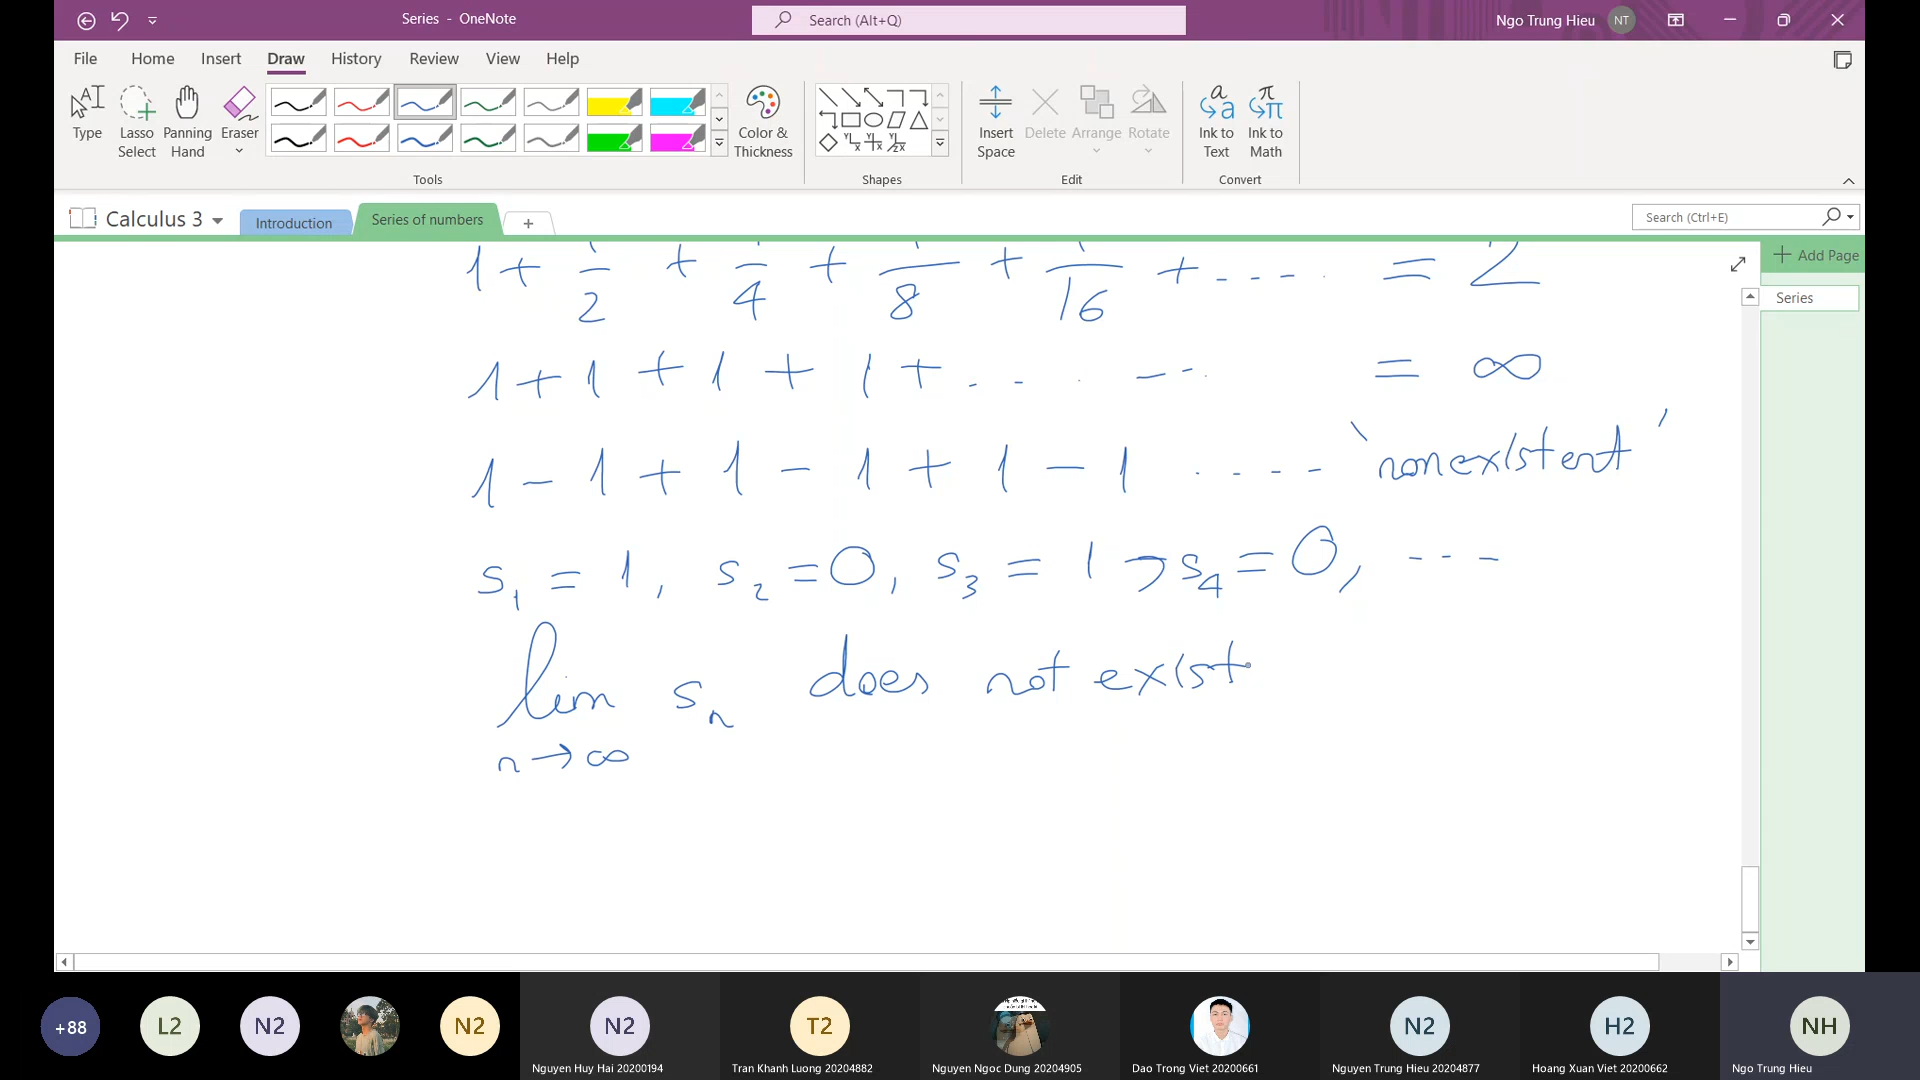 Series - OneNote
Search (Alt+Q)
Ngo Trung Hieu NT
File Home Insert Draw History Review View Help
Type Lasso Select Panning Hand Eraser Color & Thickness Insert Space Delete Arrange Rotate Ink to Text Ink to Math
Tools Shapes Edit Convert
Calculus 3 Introduction Series of numbers + Search (Ctrl+E)
+ Add Page
Series
1 + 1/2 + 1/4 + 1/8 + 1/16 + .... = 2
1 + 1 + 1 + 1 + ..... = ∞
1 - 1 + 1 - 1 + 1 - 1 .... `nonexistent'
s₁ = 1, s₂ = 0, s₃ = 1, s₄ = 0, ---
lim sₙ does not exist
n → ∞
+88 L2 N2 N2 N2 T2 N2 H2 NH
Nguyen Huy Hai 20200194 Tran Khanh Luong 20204882 Nguyen Ngoc Dung 20204905 Dao Trong Viet 20200661 Nguyen Trung Hieu 20204877 Hoang Xuan Viet 20200662 Ngo Trung Hieu